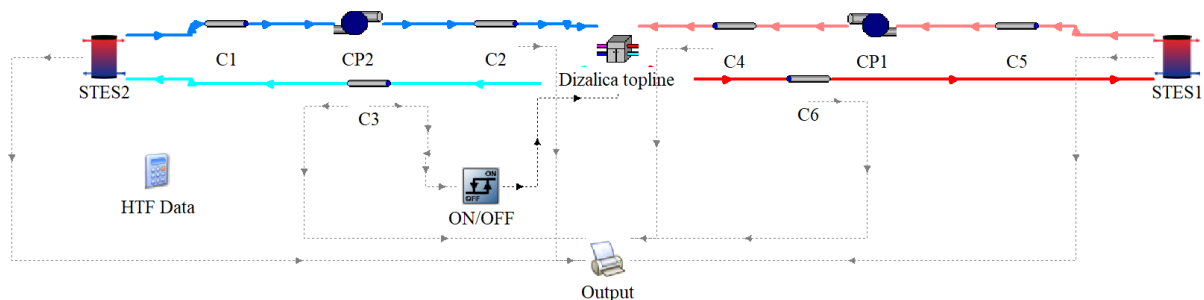 C1
CP2
C2
C4
CP1
C5
STES2
Dizalica topline
STES1
C3
C6
HTF Data
ON
OFF
ON/OFF
Output